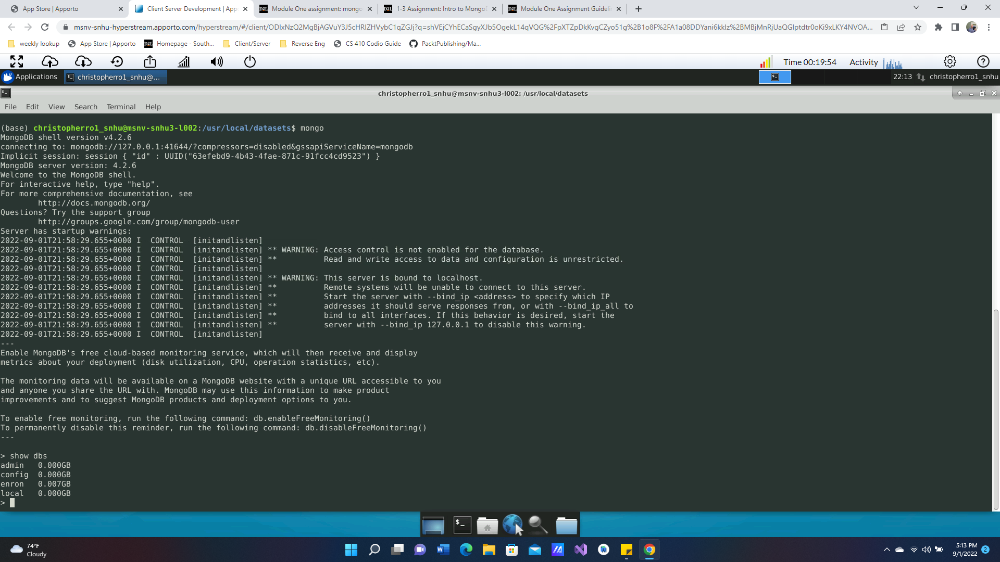 App Store | Apporto
Client Server Development | App
Module One assignment: mongo
1-3 Assignment: Intro to Mongo
Module One Assignment Guideli
weekly lookup
App Store | Apporto
Homepage - South...
Client/Server
Reverse Eng
CS 410 Codio Guide
PacktPublishing/Ma...
Time 00:19:54
Activity
Applications
christopherro1_snhu@...
22:13
christopherro1_snhu
christopherro1_snhu@msnv-snhu3-l002: /usr/local/datasets
File Edit View Search Terminal Help
(base) christopherro1_snhu@msnv-snhu3-l002:/usr/local/datasets$ mongo
MongoDB shell version v4.2.6
connecting to: mongodb://127.0.0.1:41644/?compressors=disabled&gssapiServiceName=mongodb
Implicit session: session { "id" : UUID("63efebd9-4b43-4fae-871c-91fcc4cd9523") }
MongoDB server version: 4.2.6
Welcome to the MongoDB shell.
For interactive help, type "help".
For more comprehensive documentation, see
http://docs.mongodb.org/
Questions? Try the support group
http://groups.google.com/group/mongodb-user
Server has startup warnings:
2022-09-01T21:58:29.655+0000 I CONTROL [initandlisten]
2022-09-01T21:58:29.655+0000 I CONTROL [initandlisten] ** WARNING: Access control is not enabled for the database.
2022-09-01T21:58:29.655+0000 I CONTROL [initandlisten] ** Read and write access to data and configuration is unrestricted.
2022-09-01T21:58:29.655+0000 I CONTROL [initandlisten]
2022-09-01T21:58:29.655+0000 I CONTROL [initandlisten] ** WARNING: This server is bound to localhost.
2022-09-01T21:58:29.655+0000 I CONTROL [initandlisten] ** Remote systems will be unable to connect to this server.
2022-09-01T21:58:29.655+0000 I CONTROL [initandlisten] ** Start the server with --bind_ip <address> to specify which IP
2022-09-01T21:58:29.655+0000 I CONTROL [initandlisten] ** addresses it should serve responses from, or with --bind_ip_all to
2022-09-01T21:58:29.655+0000 I CONTROL [initandlisten] ** bind to all interfaces. If this behavior is desired, start the
2022-09-01T21:58:29.655+0000 I CONTROL [initandlisten] ** server with --bind_ip 127.0.0.1 to disable this warning.
2022-09-01T21:58:29.655+0000 I CONTROL [initandlisten]
---
Enable MongoDB's free cloud-based monitoring service, which will then receive and display
metrics about your deployment (disk utilization, CPU, operation statistics, etc).
The monitoring data will be available on a MongoDB website with a unique URL accessible to you
and anyone you share the URL with. MongoDB may use this information to make product
improvements and to suggest MongoDB products and deployment options to you.
To enable free monitoring, run the following command: db.enableFreeMonitoring()
To permanently disable this reminder, run the following command: db.disableFreeMonitoring()
---
> show dbs
admin 0.000GB
config 0.000GB
enron 0.007GB
local 0.000GB
>
74°F
Cloudy
5:13 PM
9/1/2022
2